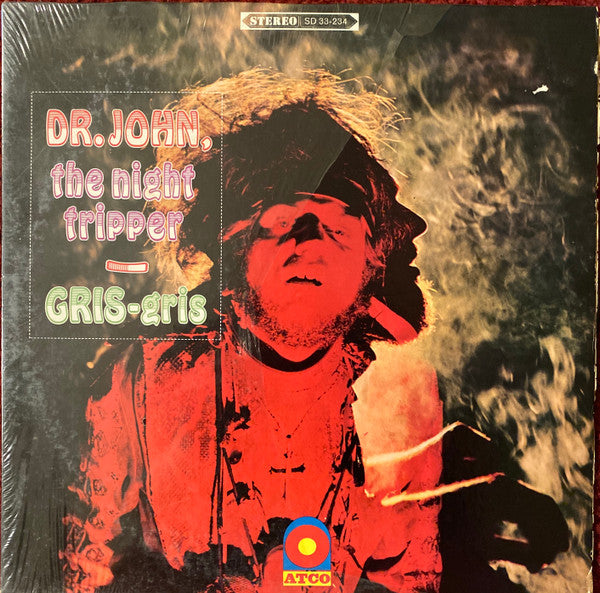 STEREO SD 33-234
DR. JOHN,
the night
tripper
GRIS-gris
ATCO